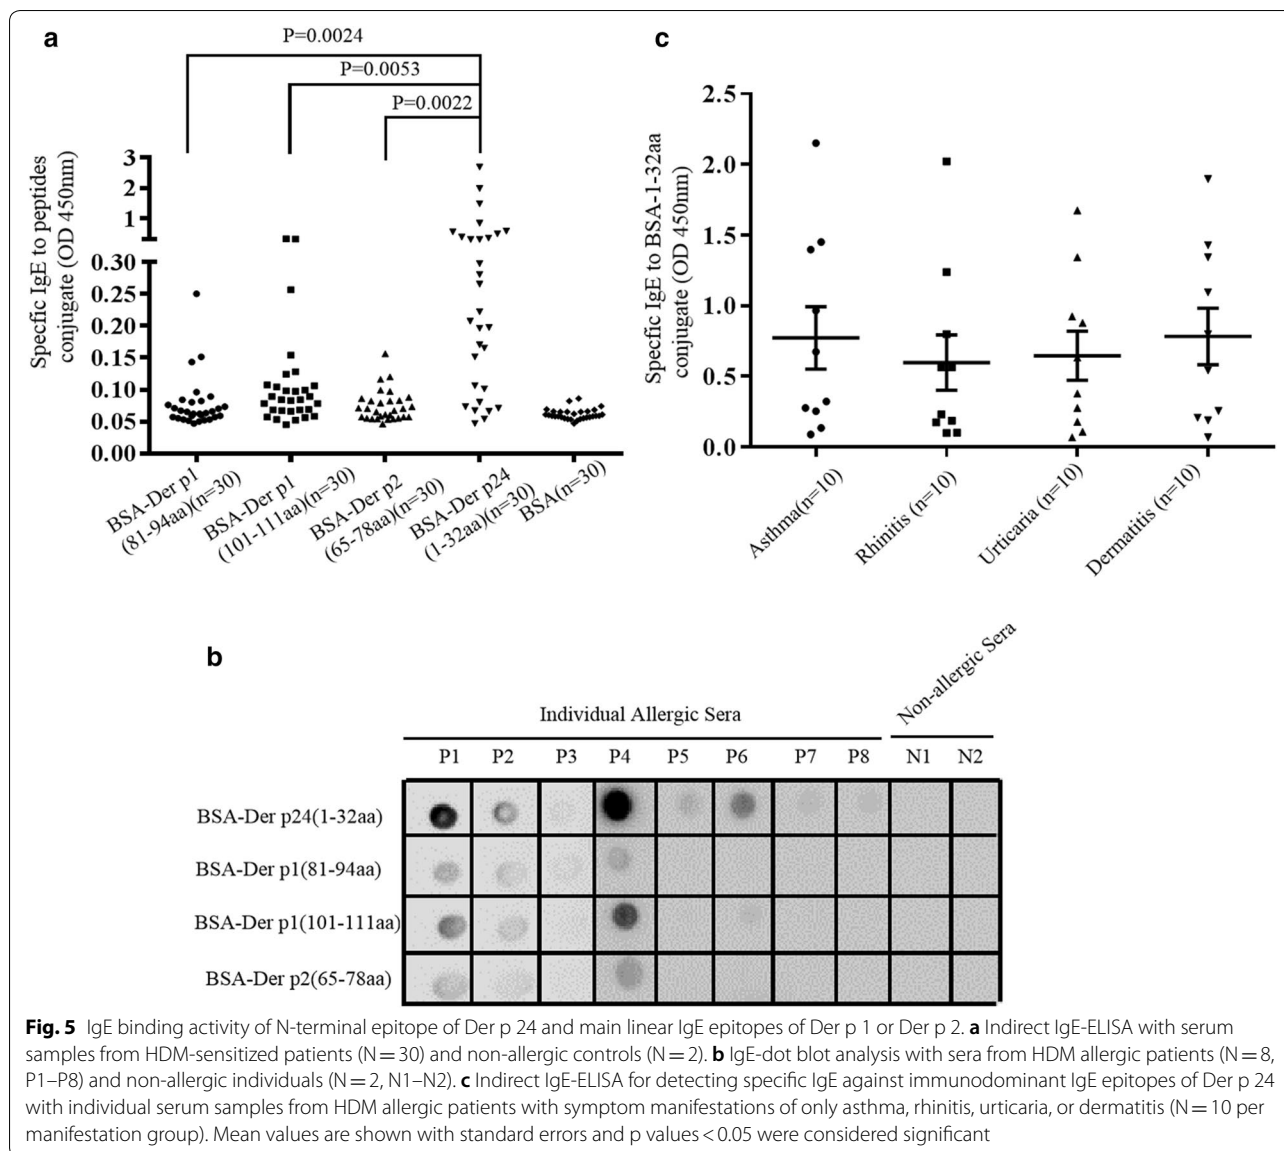 a
P=0.0024
P=0.0053
P=0.0022
Specfic IgE to peptides
conjugate (OD 450nm)
3
2
1
0.30
0.25
0.20
0.15
0.10
0.05
0.00
BSA-Der p1
(81-94aa)(n=30)
BSA-Der p1
(101-111aa)(n=30)
BSA-Der p2
(65-78aa)(n=30)
BSA-Der p24
(1-32aa)(n=30)
BSA(n=30)
c
Specfic IgE to BSA-1-32aa
conjugate (OD 450nm)
2.5
2.0
1.5
1.0
0.5
0.0
Asthma(n=10)
Rhinitis (n=10)
Urticaria (n=10)
Dermatitis (n=10)
b
Individual Allergic Sera
Non-allergic Sera
P1 P2 P3 P4 P5 P6 P7 P8 N1 N2
BSA-Der p24(1-32aa)
BSA-Der p1(81-94aa)
BSA-Der p1(101-111aa)
BSA-Der p2(65-78aa)
Fig. 5 IgE binding activity of N-terminal epitope of Der p 24 and main linear IgE epitopes of Der p 1 or Der p 2. a Indirect IgE-ELISA with serum
samples from HDM-sensitized patients (N = 30) and non-allergic controls (N = 2). b IgE-dot blot analysis with sera from HDM allergic patients (N = 8,
P1–P8) and non-allergic individuals (N = 2, N1–N2). c Indirect IgE-ELISA for detecting specific IgE against immunodominant IgE epitopes of Der p 24
with individual serum samples from HDM allergic patients with symptom manifestations of only asthma, rhinitis, urticaria, or dermatitis (N = 10 per
manifestation group). Mean values are shown with standard errors and p values < 0.05 were considered significant